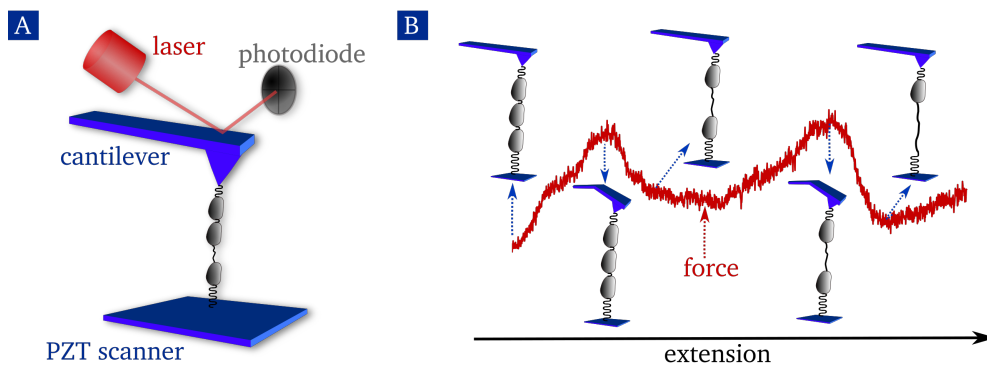 A
laser
photodiode
cantilever
PZT scanner
B
force
extension